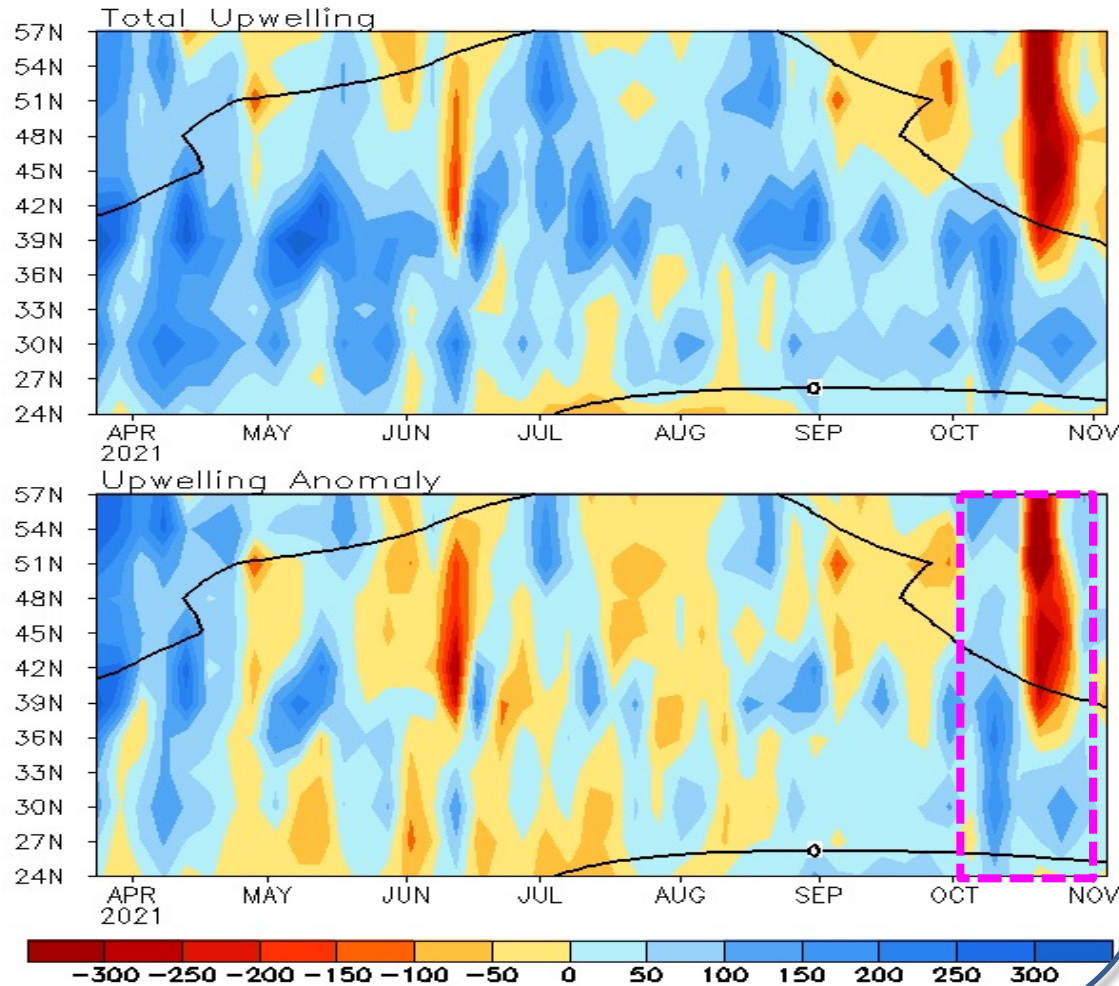 Total Upwelling
57N
54N
51N
48N
45N
42N
39N
36N
33N
30N
27N
24N
0
APR MAY JUN JUL AUG SEP OCT NOV
2021
Upwelling Anomaly
57N
54N
51N
48N
45N
42N
39N
36N
33N
30N
27N
24N
0
APR MAY JUN JUL AUG SEP OCT NOV
2021
-300 -250 -200 -150 -100 -50 0 50 100 150 200 250 300